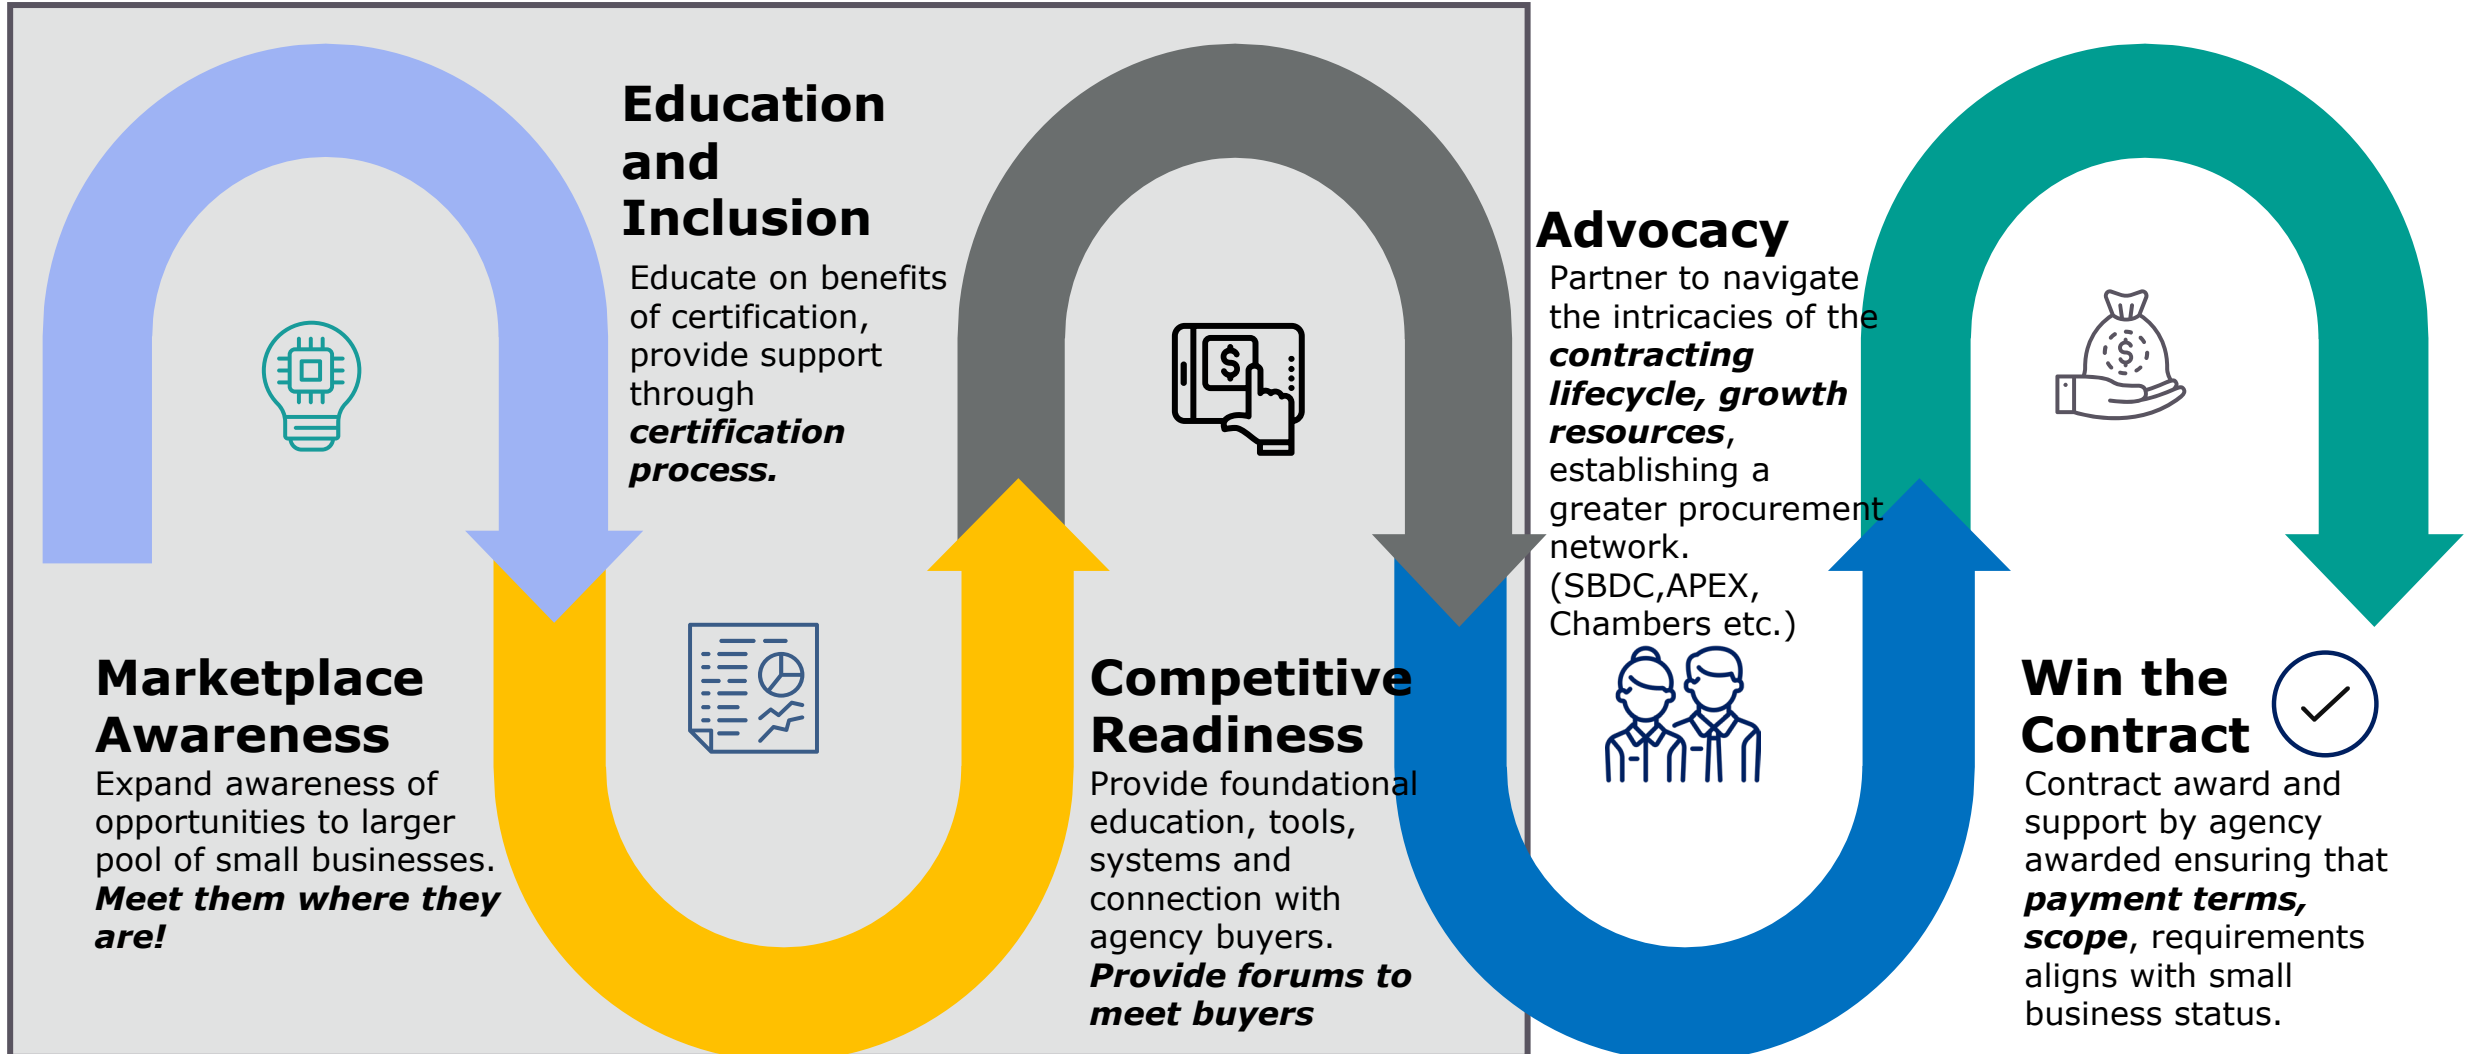 Marketplace
Awareness
Expand awareness of
opportunities to larger
pool of small businesses.
Meet them where they
are!
Education
and
Inclusion
Educate on benefits
of certification,
provide support
through
certification
process.
Competitive
Readiness
Provide foundational
education, tools,
systems and
connection with
agency buyers.
Provide forums to
meet buyers
Advocacy
Partner to navigate
the intricacies of the
contracting
lifecycle, growth
resources,
establishing a
greater procurement
network.
(SBDC,APEX,
Chambers etc.)
Win the
Contract
Contract award and
support by agency
awarded ensuring that
payment terms,
scope, requirements
aligns with small
business status.
$
$